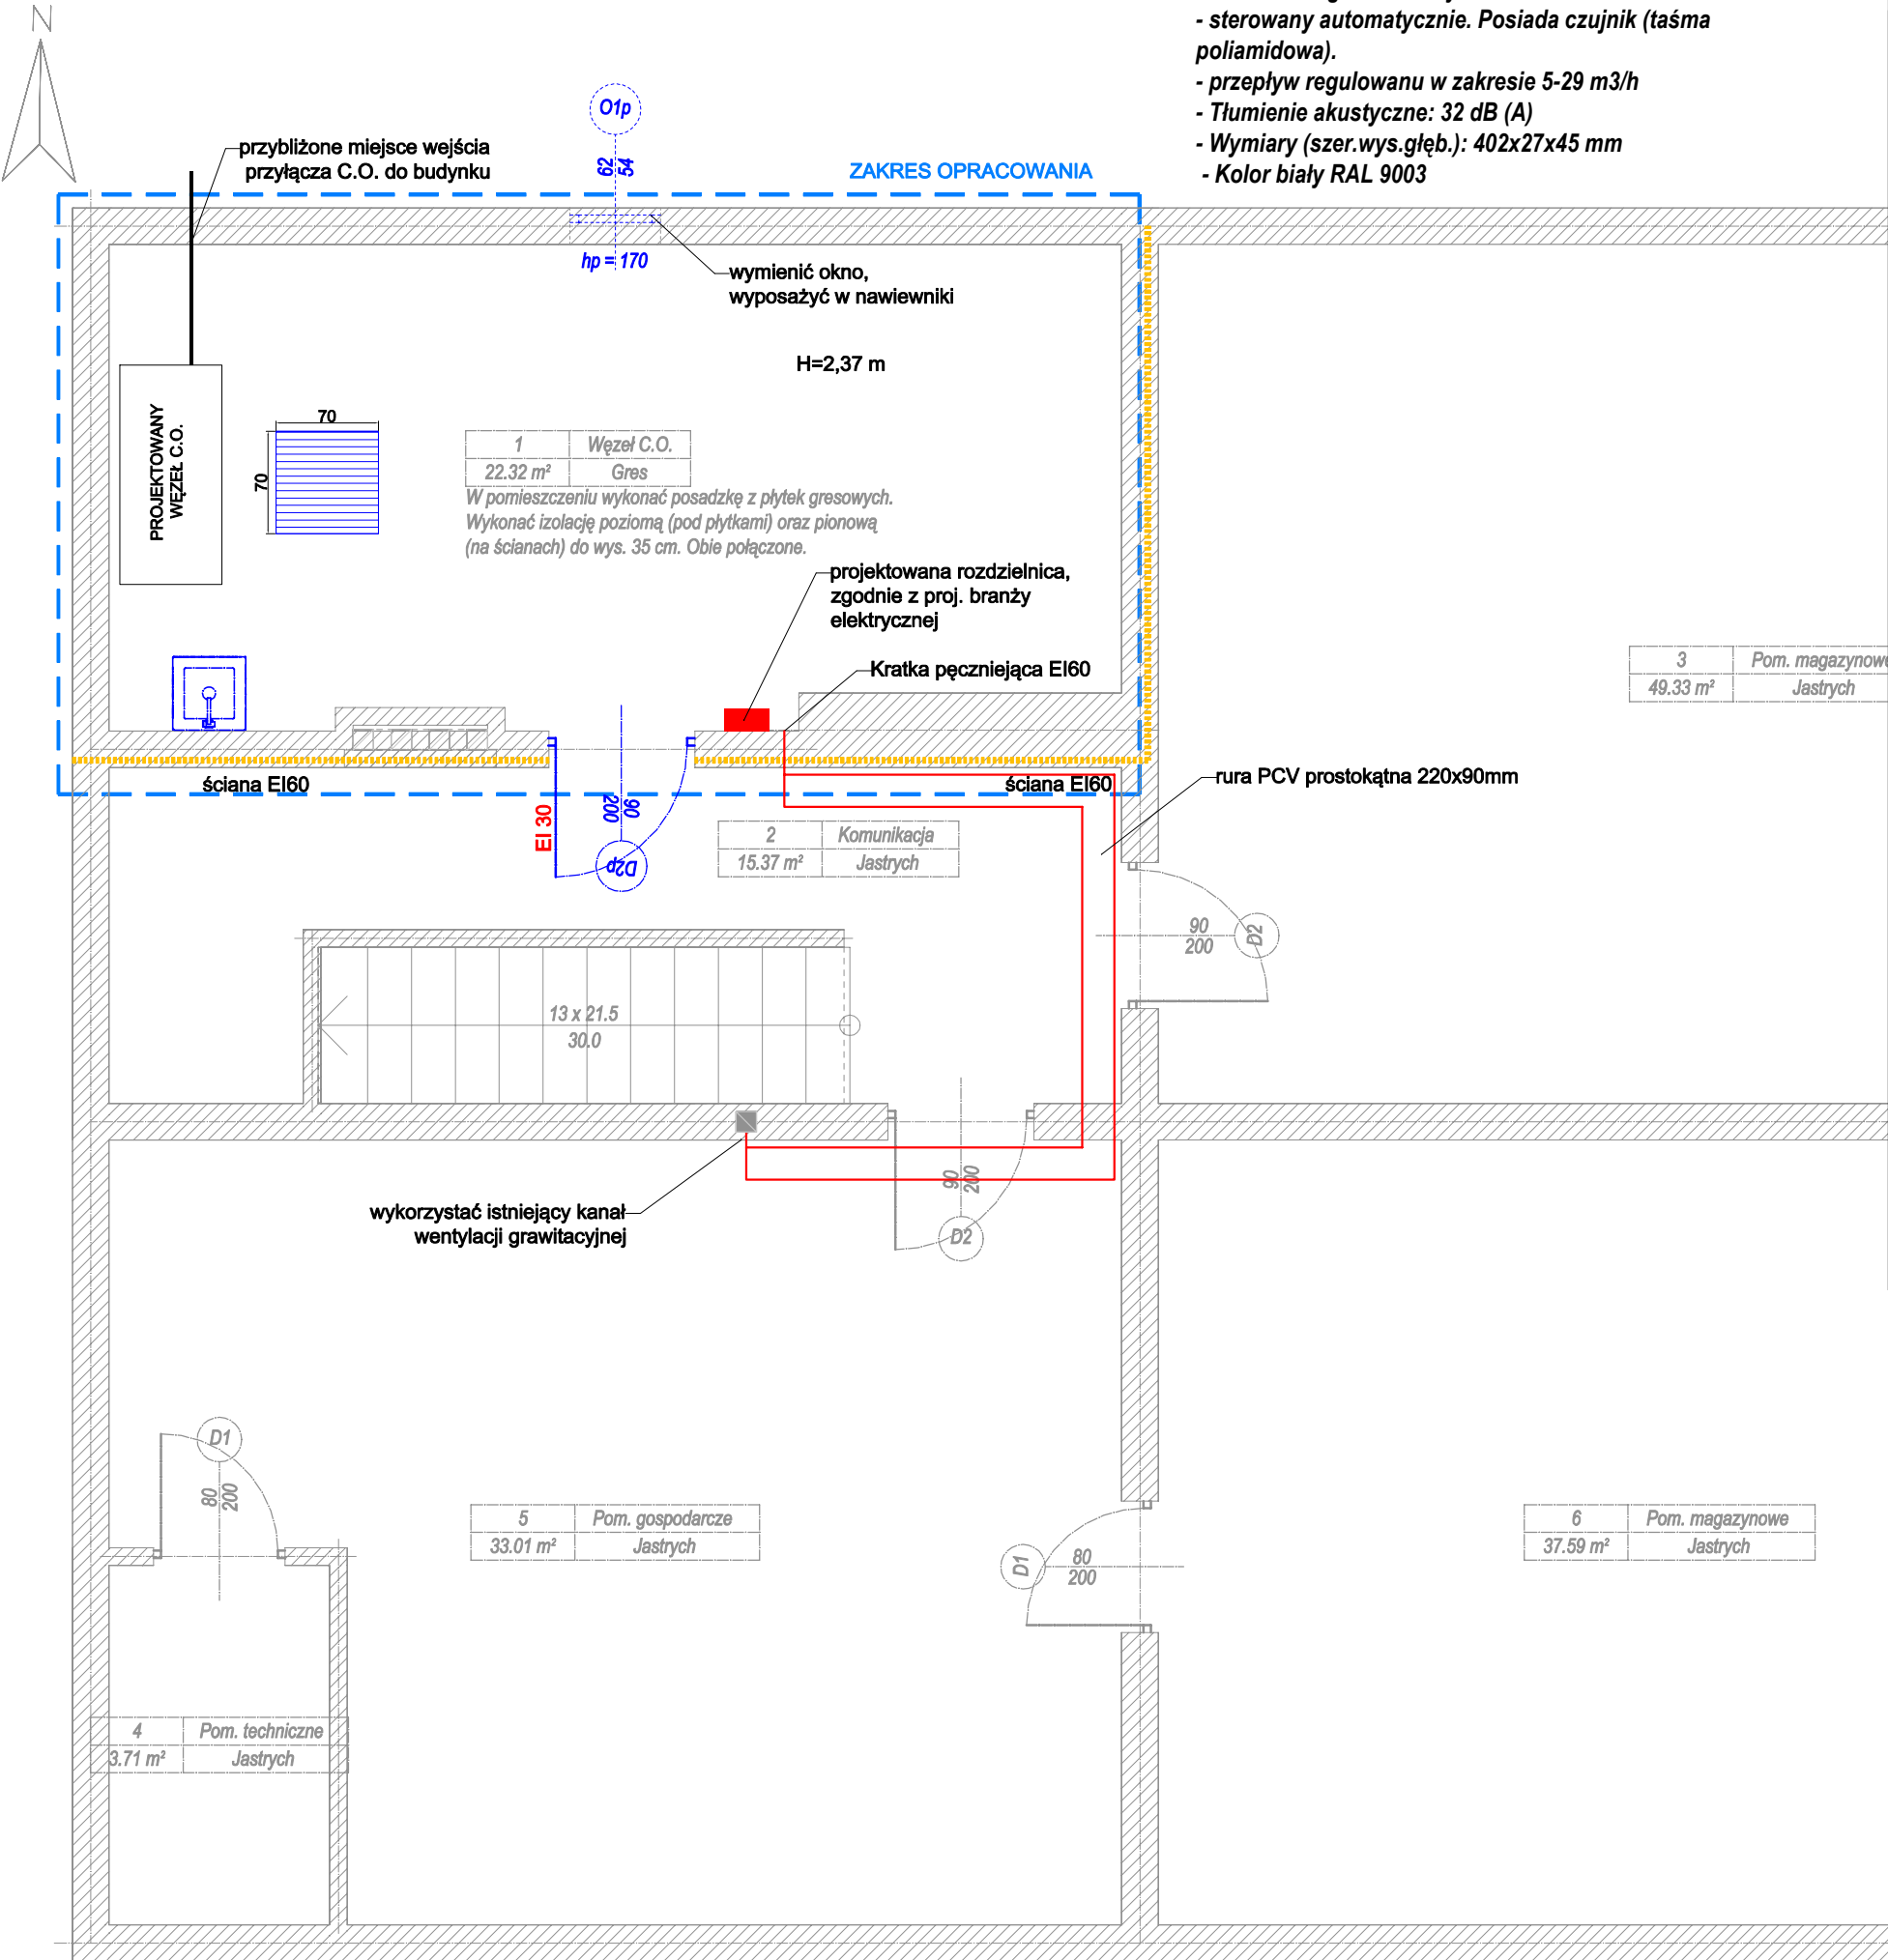 N
- sterowany automatycznie. Posiada czujnik (taśma
poliamidowa).
- przepływ regulowanu w zakresie 5-29 m3/h
- Tłumienie akustyczne: 32 dB (A)
- Wymiary (szer.wys.głęb.): 402x27x45 mm
- Kolor biały RAL 9003
O1p
62
54
hp = 170
przybliżone miejsce wejścia
przyłącza C.O. do budynku
ZAKRES OPRACOWANIA
wymienić okno,
wyposażyć w nawiewniki
H=2,37 m
PROJEKTOWANY
WĘZEŁ C.O.
70
70
1 Węzeł C.O.
22.32 m² Gres
W pomieszczeniu wykonać posadzkę z płytek gresowych.
Wykonać izolację poziomą (pod płytkami) oraz pionową
(na ścianach) do wys. 35 cm. Obie połączone.
projektowana rozdzielnica,
zgodnie z proj. branży
elektrycznej
Kratka pęczniejąca EI60
3 Pom. magazynowe
49.33 m² Jastrych
ściana EI60
ściana EI60
rura PCV prostokątna 220x90mm
EI 30
90
200
D2p
2 Komunikacja
15.37 m² Jastrych
90
200
D2
13 x 21.5
30.0
90
200
D2
wykorzystać istniejący kanał
wentylacji grawitacyjnej
D1
80
200
5 Pom. gospodarcze
33.01 m² Jastrych
D1
80
200
6 Pom. magazynowe
37.59 m² Jastrych
4 Pom. techniczne
3.71 m² Jastrych